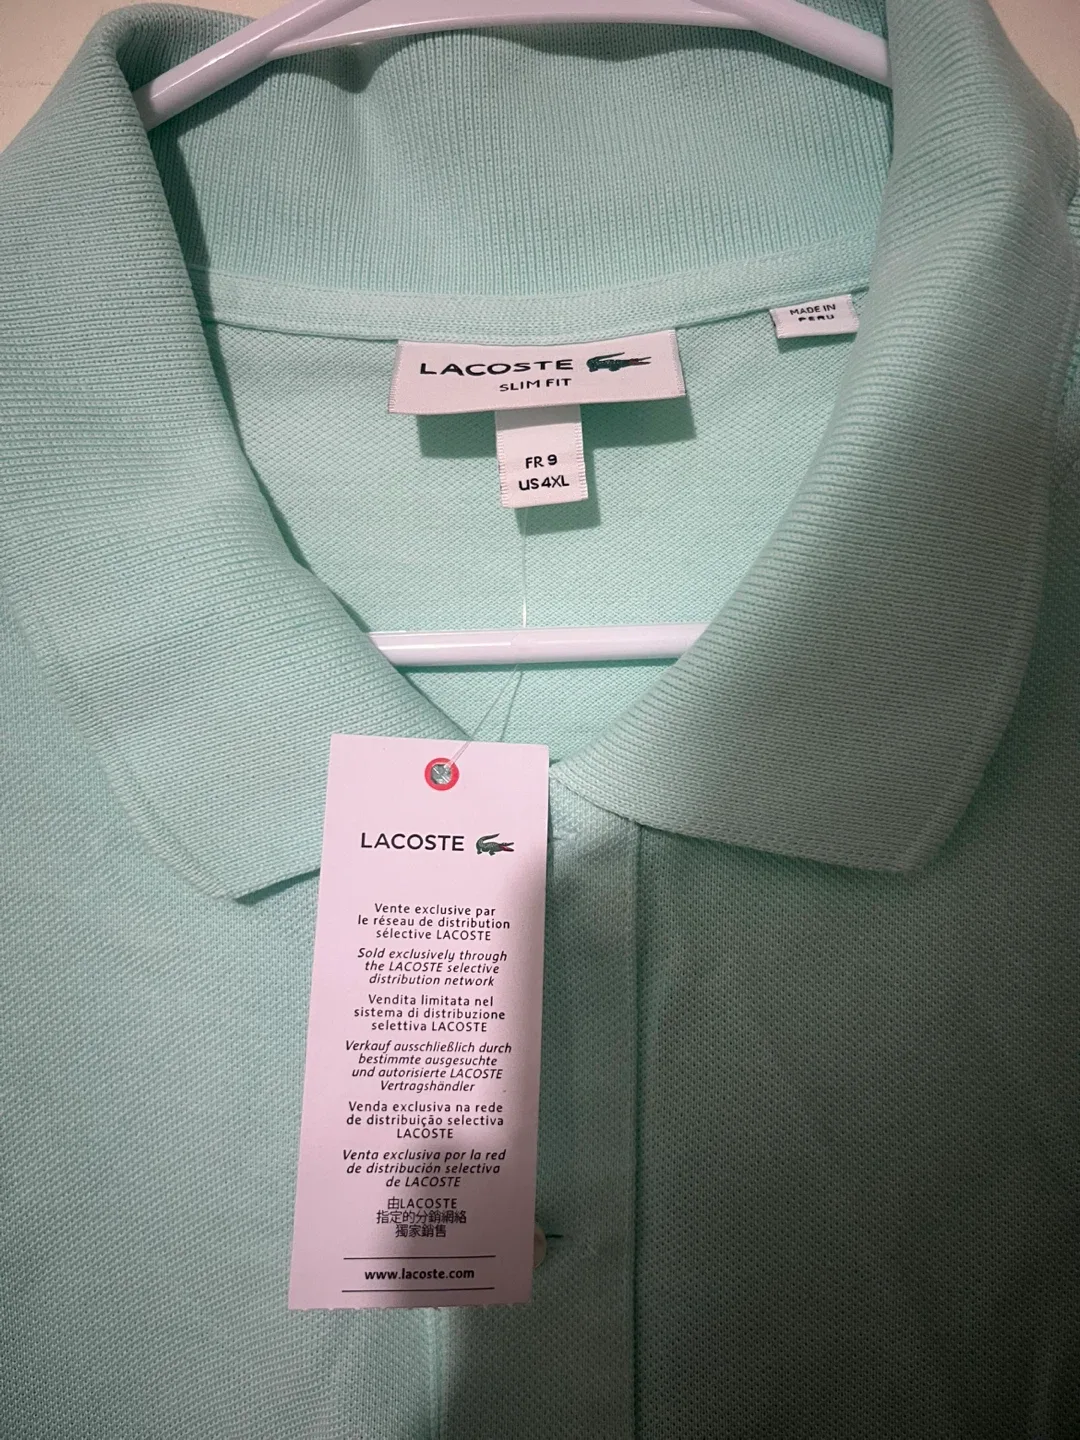 MADE IN
PERU
LACOSTE
SLIM FIT
FR 9
US 4XL
LACOSTE
Vente exclusive par
le réseau de distribution
sélective LACOSTE
Sold exclusively through
the LACOSTE selective
distribution network
Vendita limitata nel
sistema di distribuzione
selettiva LACOSTE
Verkauf ausschließlich durch
bestimmte ausgesuchte
und autorisierte LACOSTE
Vertragshändler
Venda exclusiva na rede
de distribuição selectiva
LACOSTE
Venta exclusiva por la red
de distribución selectiva
de LACOSTE
由LACOSTE
指定的分銷網絡
獨家銷售
www.lacoste.com